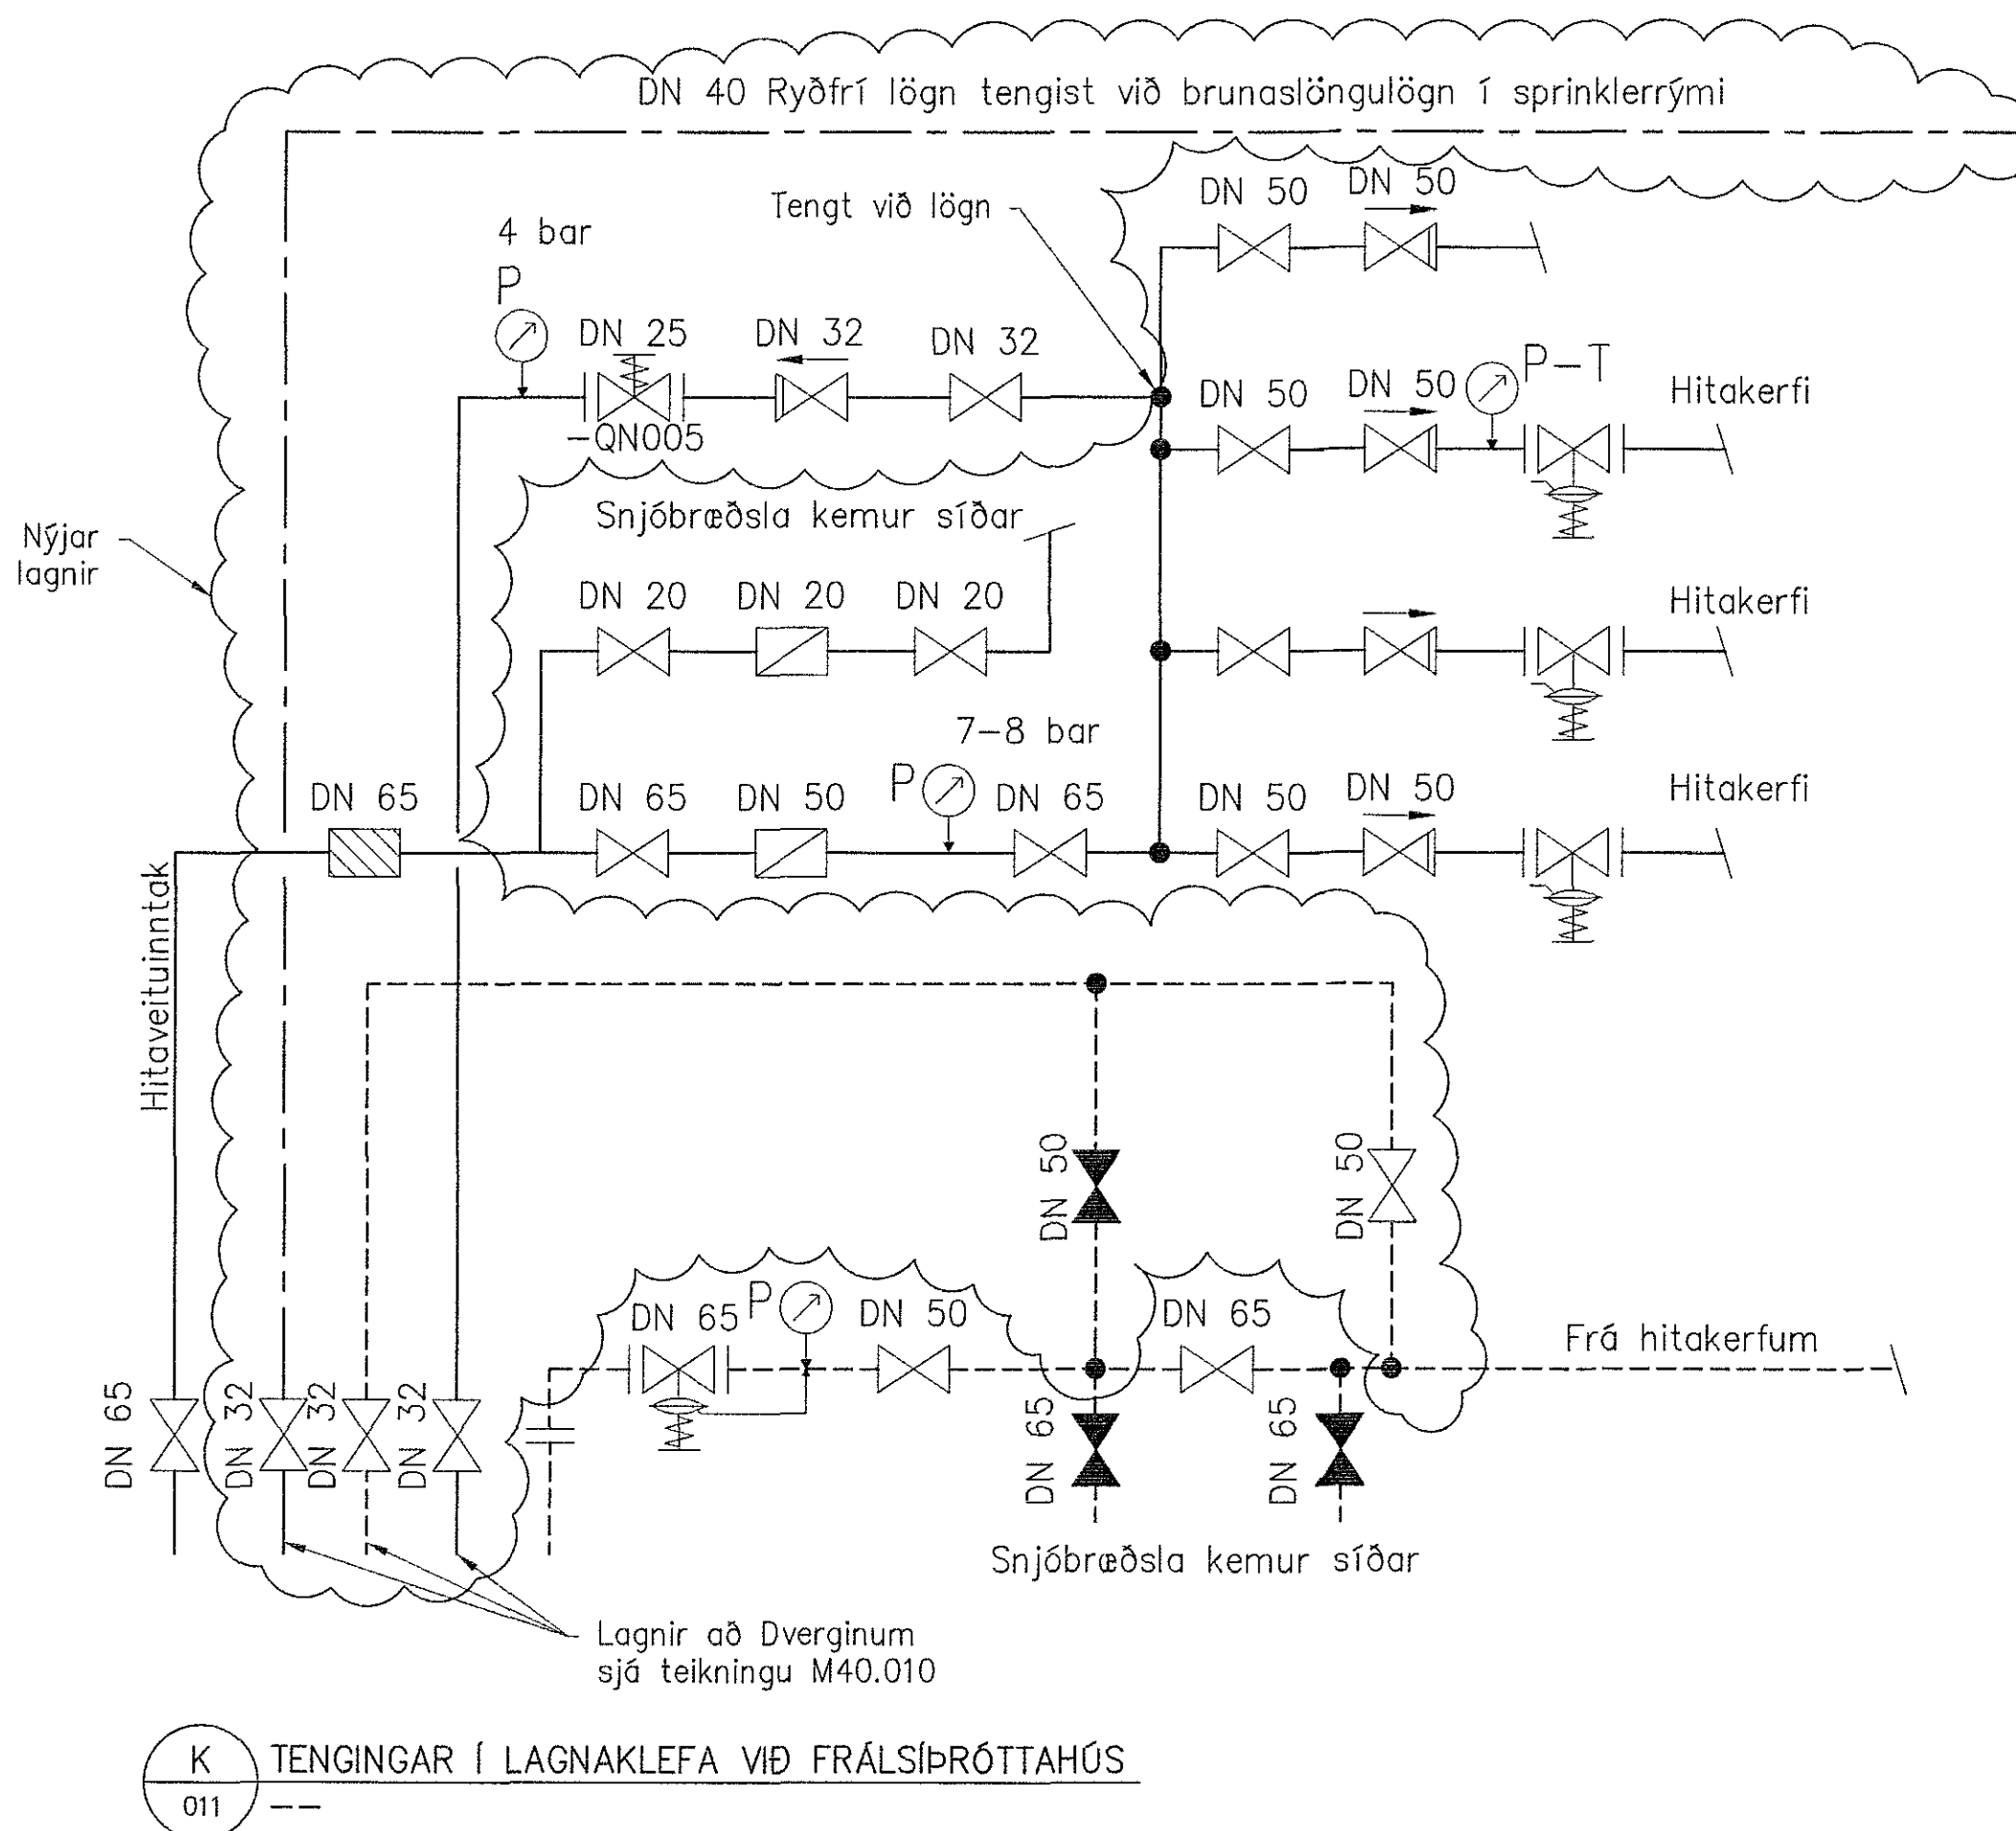 DN 40 Ryðfrí lögn tengist við brunaslöngulögn í sprinklerrými
DN 50
DN 50
Tengt við lögn
4 bar
P
DN 25
DN 32
DN 32
DN 50
DN 50
P-T
Hitakerfi
-QN005
Snjóbræðsla kemur síðar
Nýjar
lagnir
DN 20
DN 20
DN 20
Hitakerfi
7-8 bar
DN 65
DN 65
DN 50
P
DN 65
DN 50
DN 50
Hitakerfi
Hitaveituinntak
DN 50
DN 50
DN 65
P
DN 50
DN 65
Frá hitakerfum
DN 65
DN 32
DN 32
DN 32
DN 65
DN 65
Snjóbræðsla kemur síðar
Lagnir að Dverginum
sjá teikningu M40.010
K
TENGINGAR Í LAGNAKLEFA VIÐ FRÁLSÍÞRÓTTAHÚS
011
--